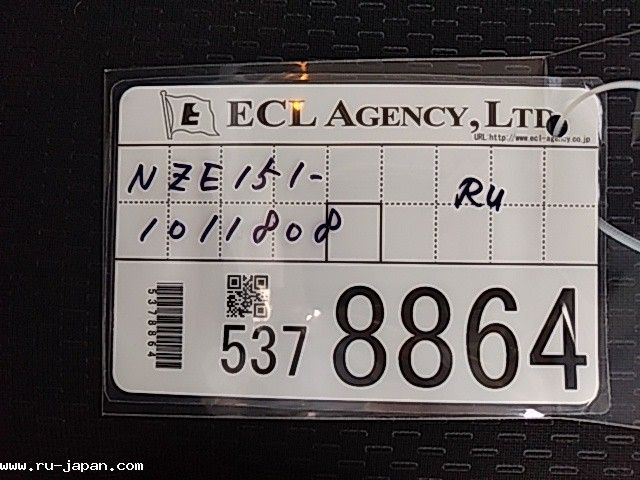 E ECL AGENCY, LTD
URL:http://www.ecl-agency.co.jp
NZE151- RU
1011808
5378864
537 8864
www.ru-japan.com